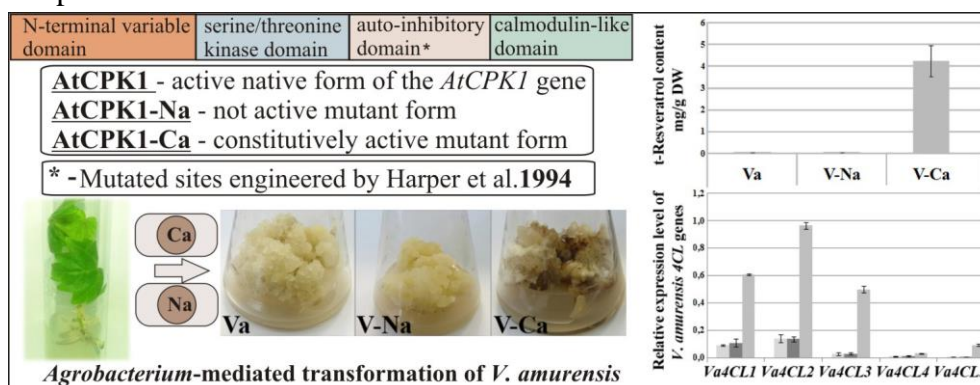 N-terminal variable domain
serine/threonine kinase domain
auto-inhibitory domain*
calmodulin-like domain
AtCPK1 - active native form of the AtCPK1 gene
AtCPK1-Na - not active mutant form
AtCPK1-Ca - constitutively active mutant form
* -Mutated sites engineered by Harper et al.1994
Ca
Na
Va
V-Na
V-Ca
Agrobacterium-mediated transformation of V. amurensis
t-Resveratrol content
mg/g DW
6
5
4
3
2
1
0
Va
V-Na
V-Ca
Relative expression level of
V. amurensis 4CL genes
1,2
1,0
0,8
0,6
0,4
0,2
0,0
Va4CL1
Va4CL2
Va4CL3
Va4CL4